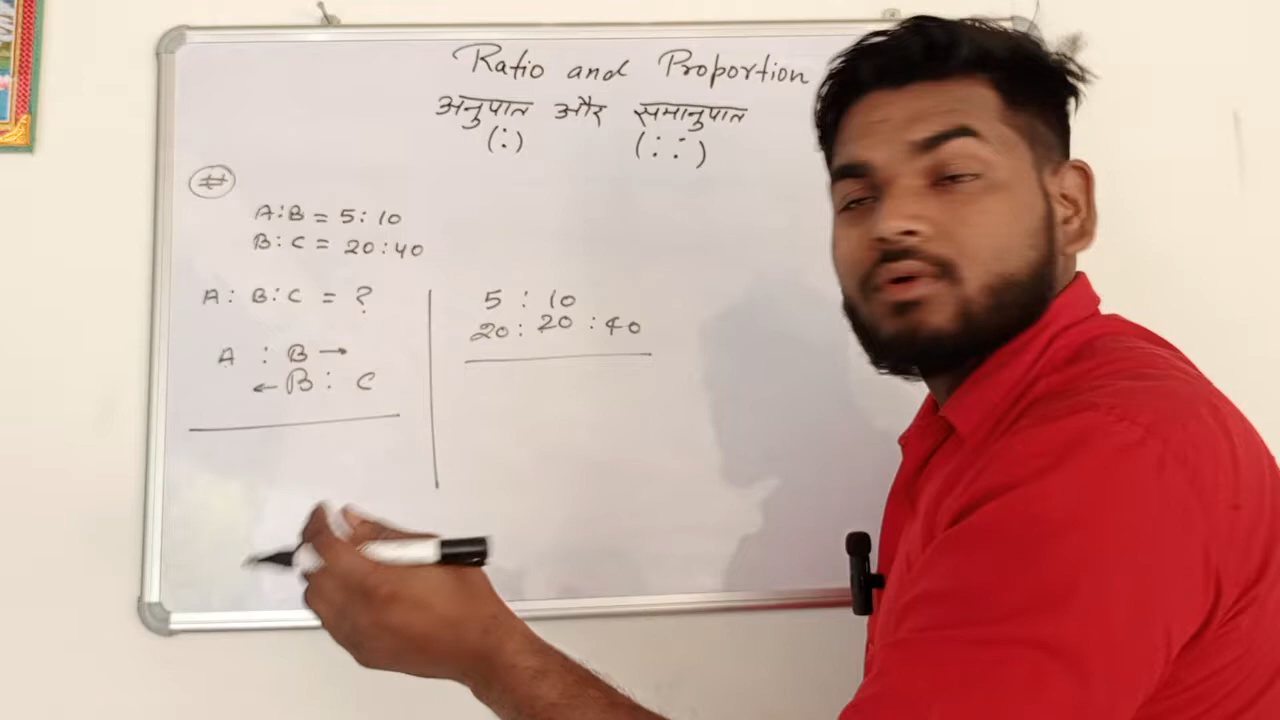 Ratio and Proportion
अनुपात और समानुपात
(:) (::)
#
A:B = 5:10
B:C = 20:40
A:B:C = ?
A : B →
← B : C
5 : 10
20 : 20 : 40